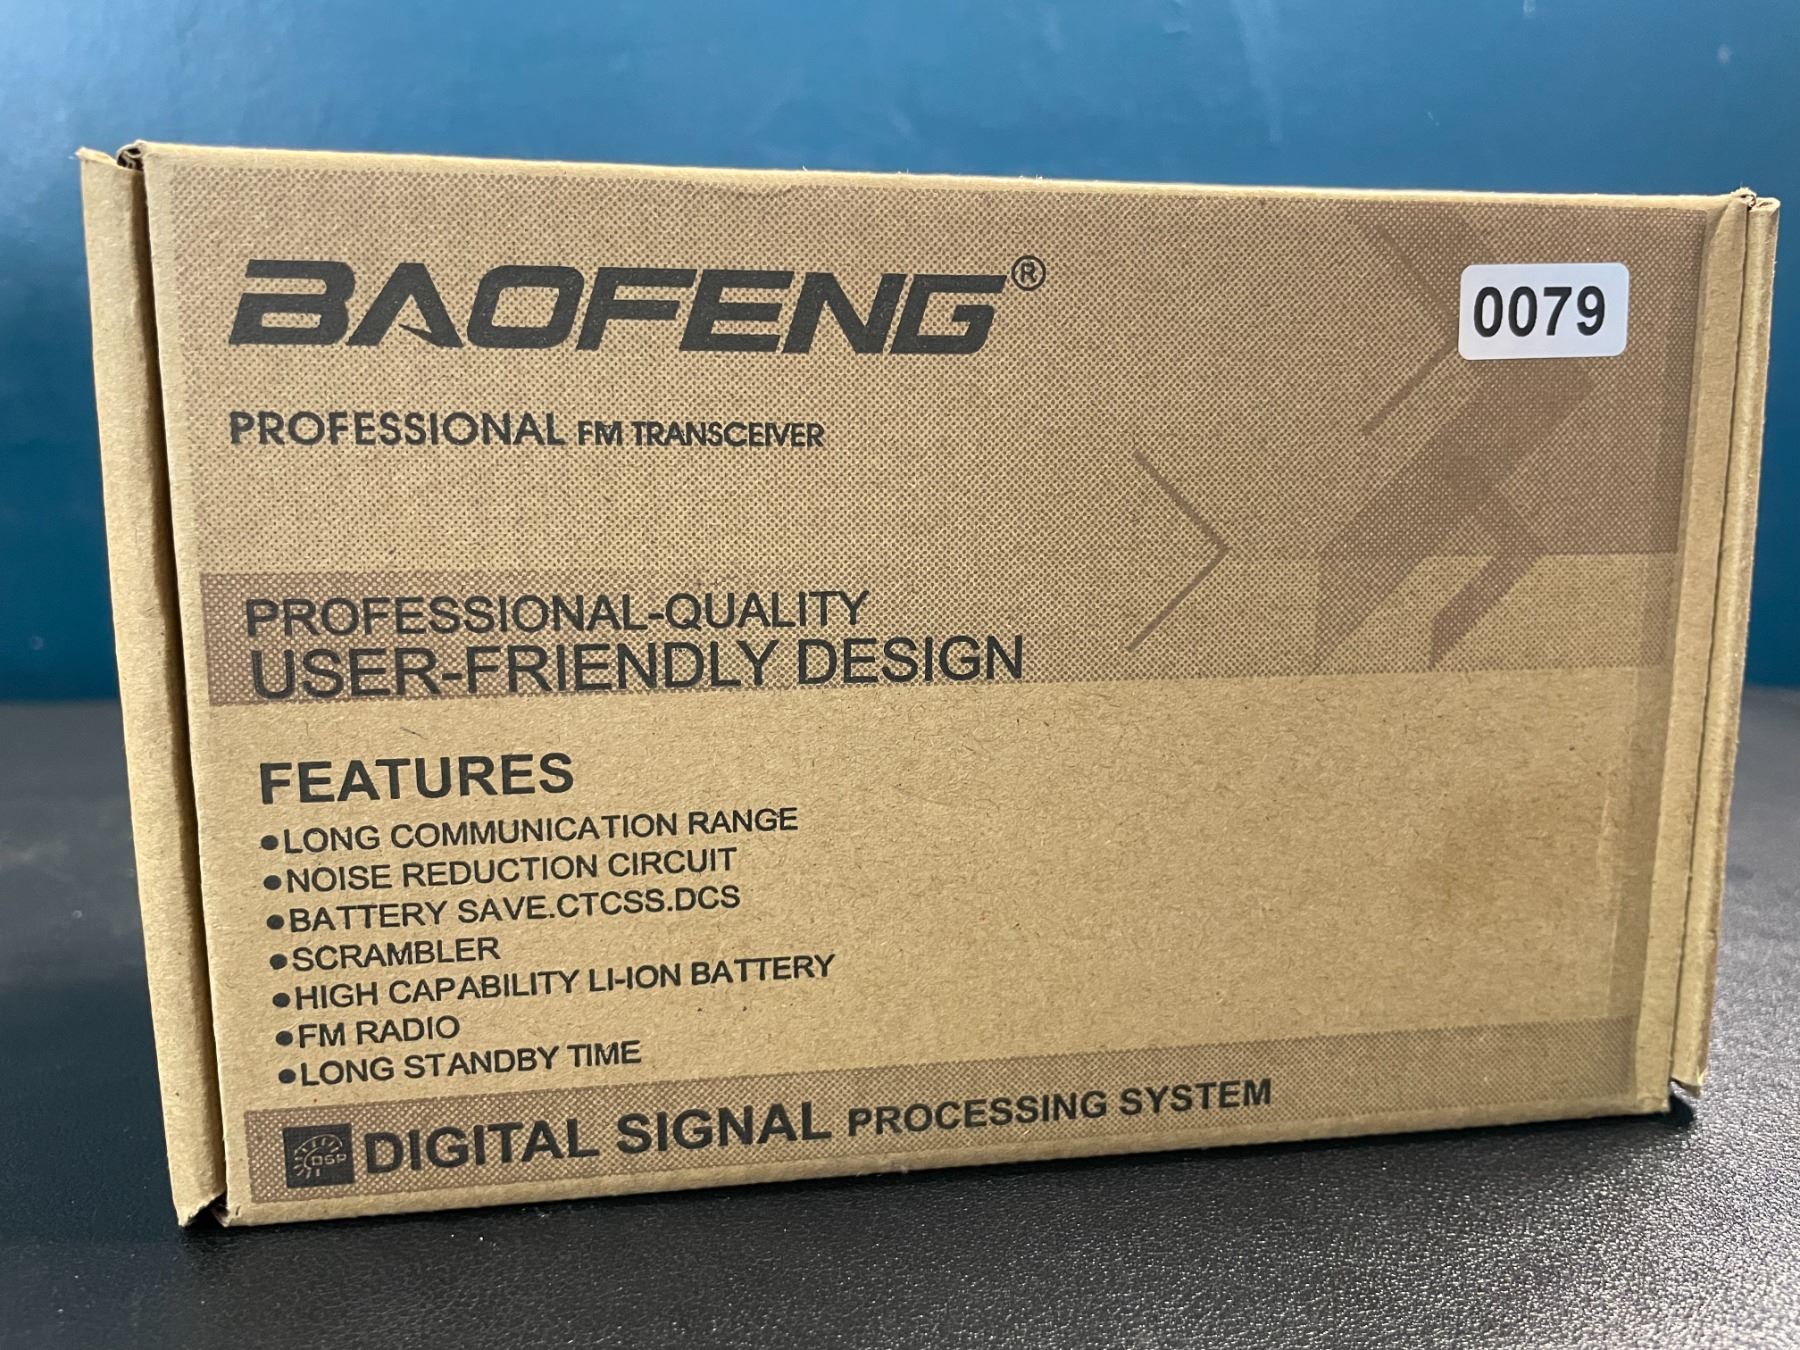 BAOFENG®
0079
PROFESSIONAL FM TRANSCEIVER
PROFESSIONAL-QUALITY
USER-FRIENDLY DESIGN
FEATURES
●LONG COMMUNICATION RANGE
●NOISE REDUCTION CIRCUIT
●BATTERY SAVE.CTCSS.DCS
●SCRAMBLER
●HIGH CAPABILITY LI-ION BATTERY
●FM RADIO
●LONG STANDBY TIME
DSP DIGITAL SIGNAL PROCESSING SYSTEM